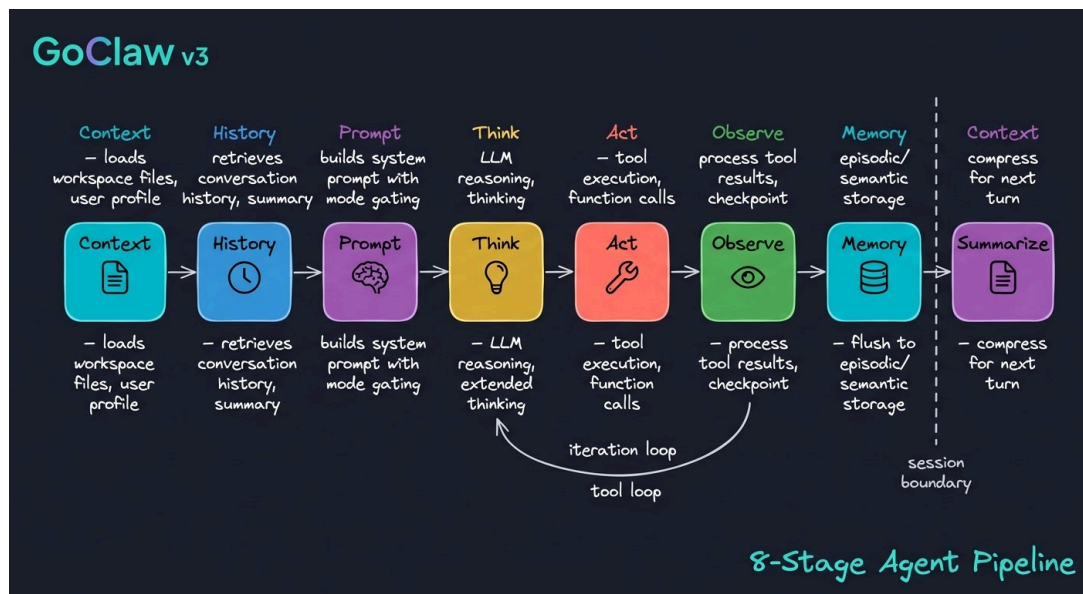 GoClaw v3
Context
– loads
workspace files,
user profile
History
retrieves
conversation
history, summary
Prompt
builds system
prompt with
mode gating
Think
LLM
reasoning,
thinking
Act
– tool
execution,
function calls
Observe
process tool
results,
checkpoint
Memory
episodic/
semantic
storage
Context
compress
for next
turn
Context
History
Prompt
Think
Act
Observe
Memory
Summarize
– loads
workspace
files, user
profile
– retrieves
conversation
history,
summary
builds system
prompt with
mode gating
– LLM
reasoning,
extended
thinking
– tool
execution,
function
calls
– process
tool results,
checkpoint
– flush to
episodic/
semantic
storage
– compress
for next
turn
iteration loop
tool loop
session
boundary
8-Stage Agent Pipeline